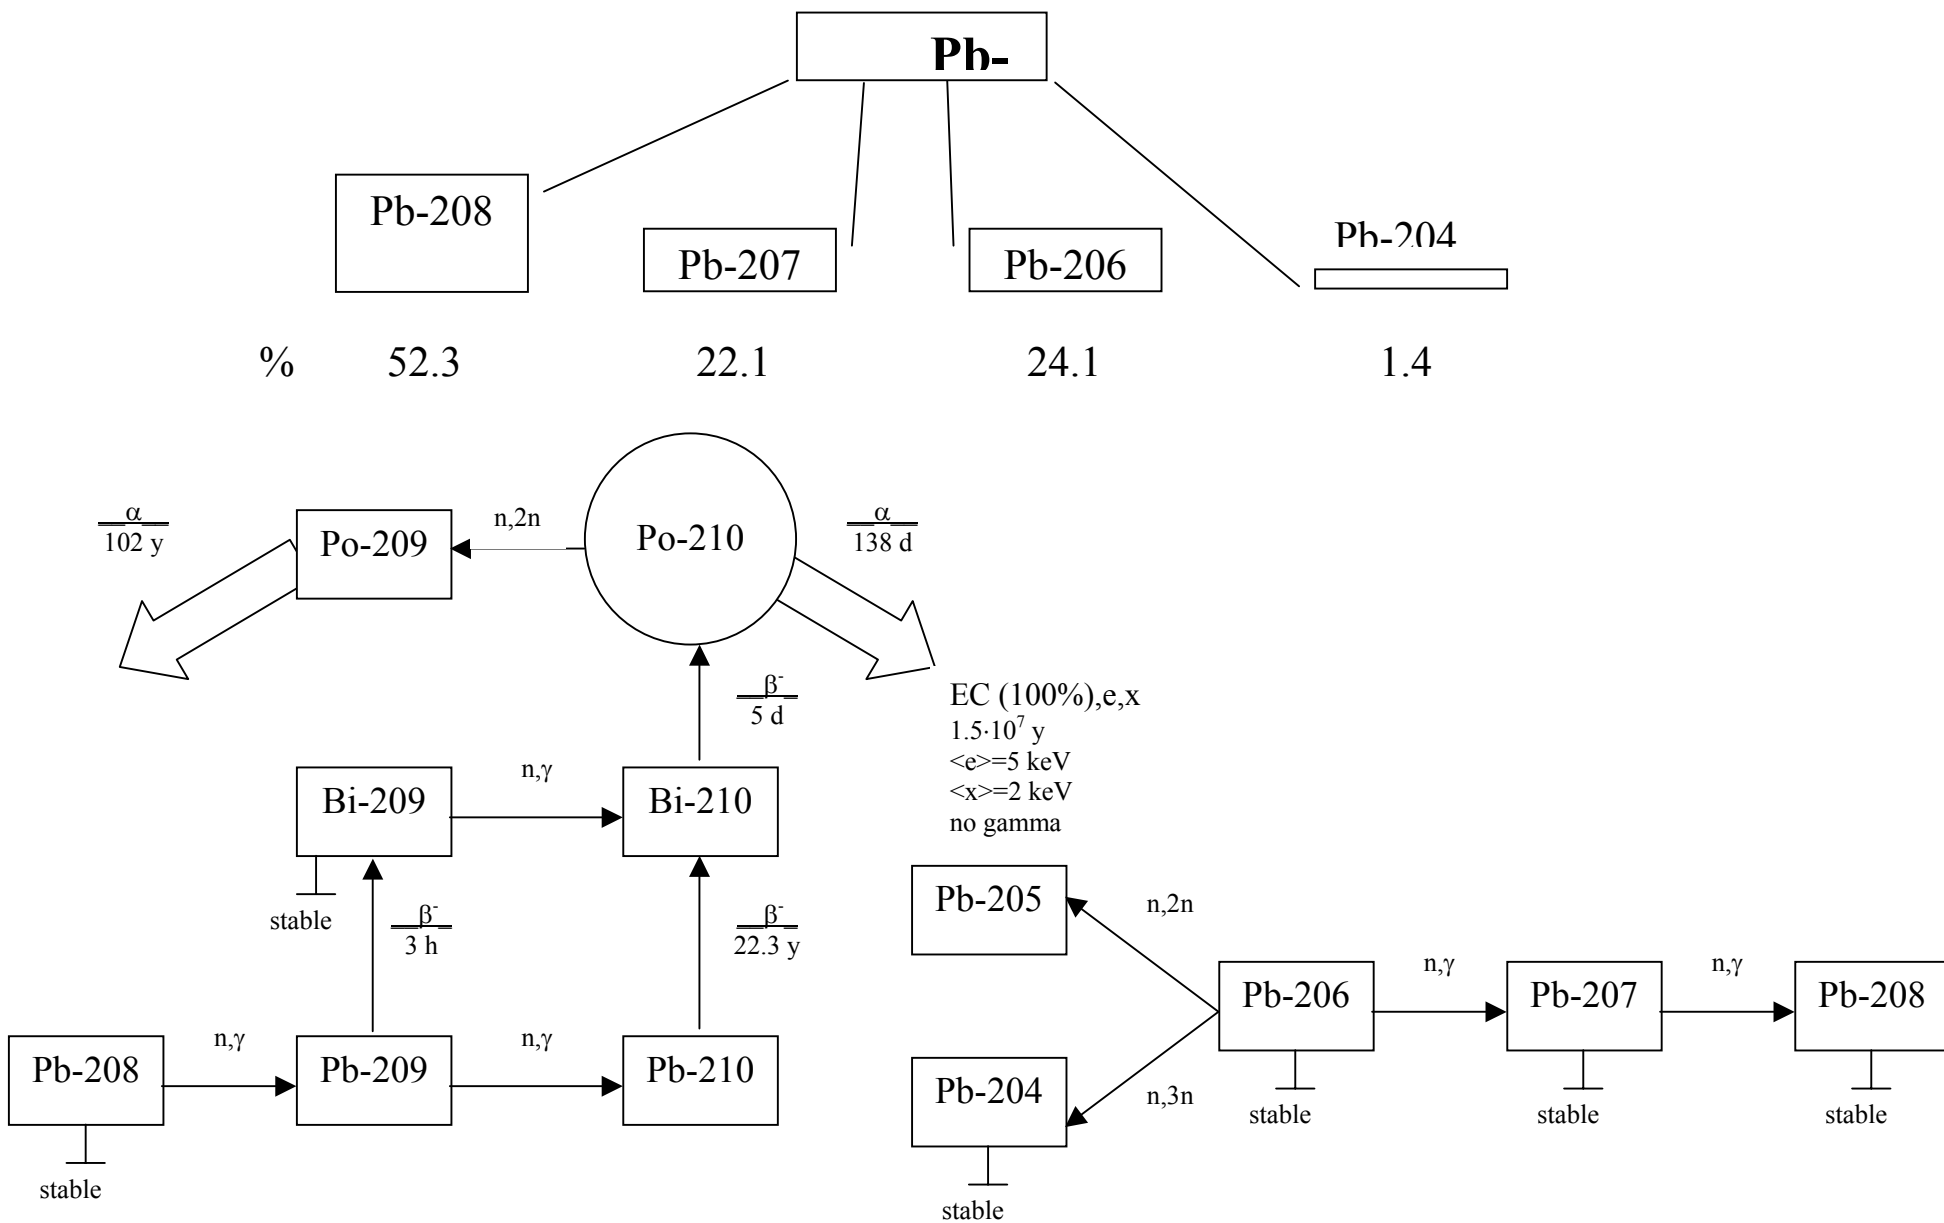 Pb-
Pb-208
Pb-207
Pb-206
Pb-204
% 52.3 22.1 24.1 1.4
α
102 y
Po-209
n,2n
Po-210
α
138 d
β-
5 d
EC (100%),e,x
1.5·10⁷ y
<e>=5 keV
<x>=2 keV
no gamma
Bi-209
n,γ
Bi-210
stable
β-
3 h
β-
22.3 y
Pb-205
n,2n
Pb-208
n,γ
Pb-209
n,γ
Pb-210
stable
Pb-204
n,3n
stable
Pb-206
n,γ
Pb-207
n,γ
Pb-208
stable
stable
stable